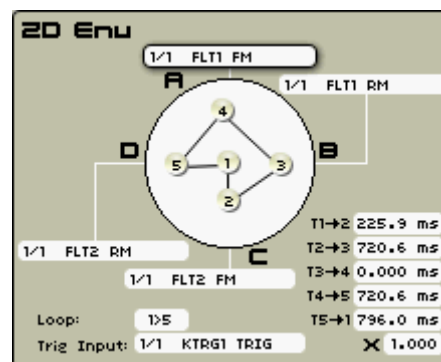 2D Env
1/1 FLT1 FM
A
1/1 FLT1 RM
4
D
5
1
3
B
2
C
1/1 FLT2 RM
1/1 FLT2 FM
T1→2 225.9 ms
T2→3 720.6 ms
T3→4 0.000 ms
T4→5 720.6 ms
T5→1 796.0 ms
Loop: 1>5
X 1.000
Trig Input: 1/1 KTRG1 TRIG